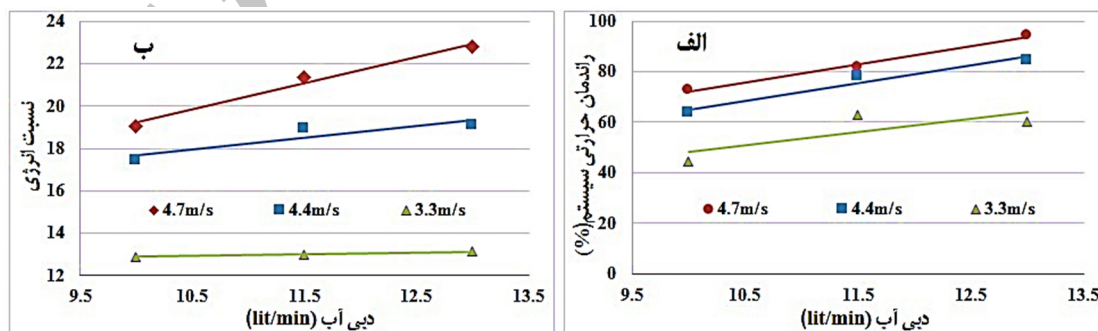 الف
راندمان حرارتی سیستم(%)
100
80
60
40
20
0
4.7m/s
4.4m/s
3.3m/s
9.5
10.5
11.5
12.5
13.5
دبی آب (lit/min)
ب
نسبت انرژی
24
22
20
18
16
14
12
4.7m/s
4.4m/s
3.3m/s
9.5
10.5
11.5
12.5
13.5
دبی آب (lit/min)